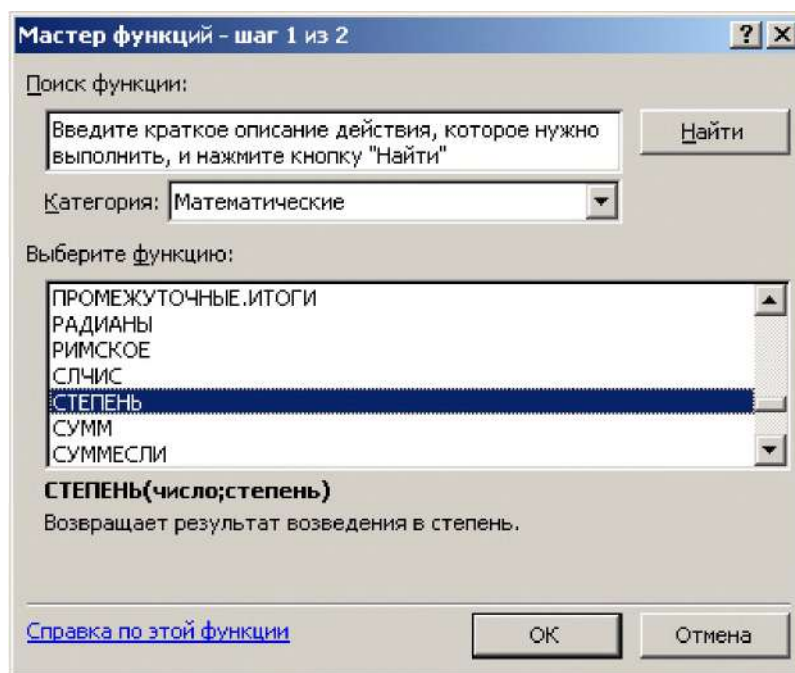 Мастер функций - шаг 1 из 2
Поиск функции:
Введите краткое описание действия, которое нужно
выполнить, и нажмите кнопку "Найти"
Найти
Категория: Математические
Выберите функцию:
ПРОМЕЖУТОЧНЫЕ.ИТОГИ
РАДИАНЫ
РИМСКОЕ
СЛЧИС
СТЕПЕНЬ
СУММ
СУММЕСЛИ
СТЕПЕНЬ(число;степень)
Возвращает результат возведения в степень.
Справка по этой функции
ОК
Отмена